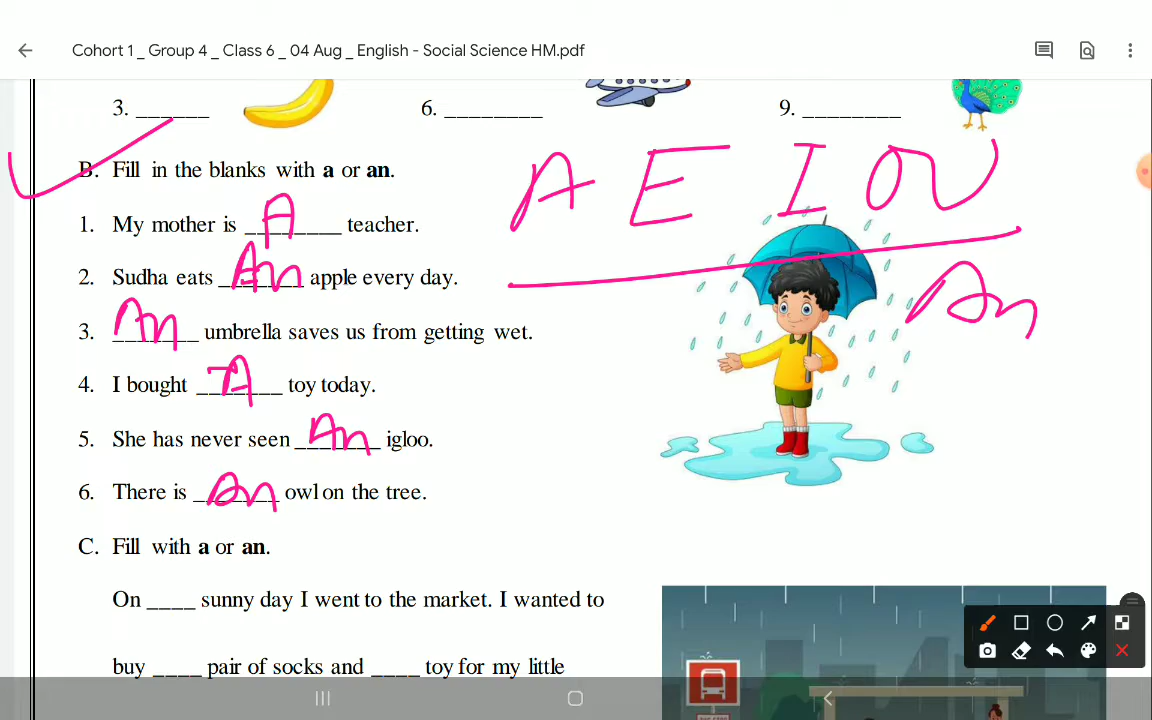 Cohort 1 _ Group 4 _ Class 6 _ 04 Aug _ English - Social Science HM.pdf
3. ______ 6. ________ 9. ________
B. Fill in the blanks with a or an.
A E I O U
1. My mother is A teacher.
2. Sudha eats An apple every day.
An
3. An umbrella saves us from getting wet.
4. I bought A toy today.
5. She has never seen An igloo.
6. There is An owl on the tree.
C. Fill with a or an.
On ____ sunny day I went to the market. I wanted to
buy ____ pair of socks and ____ toy for my little